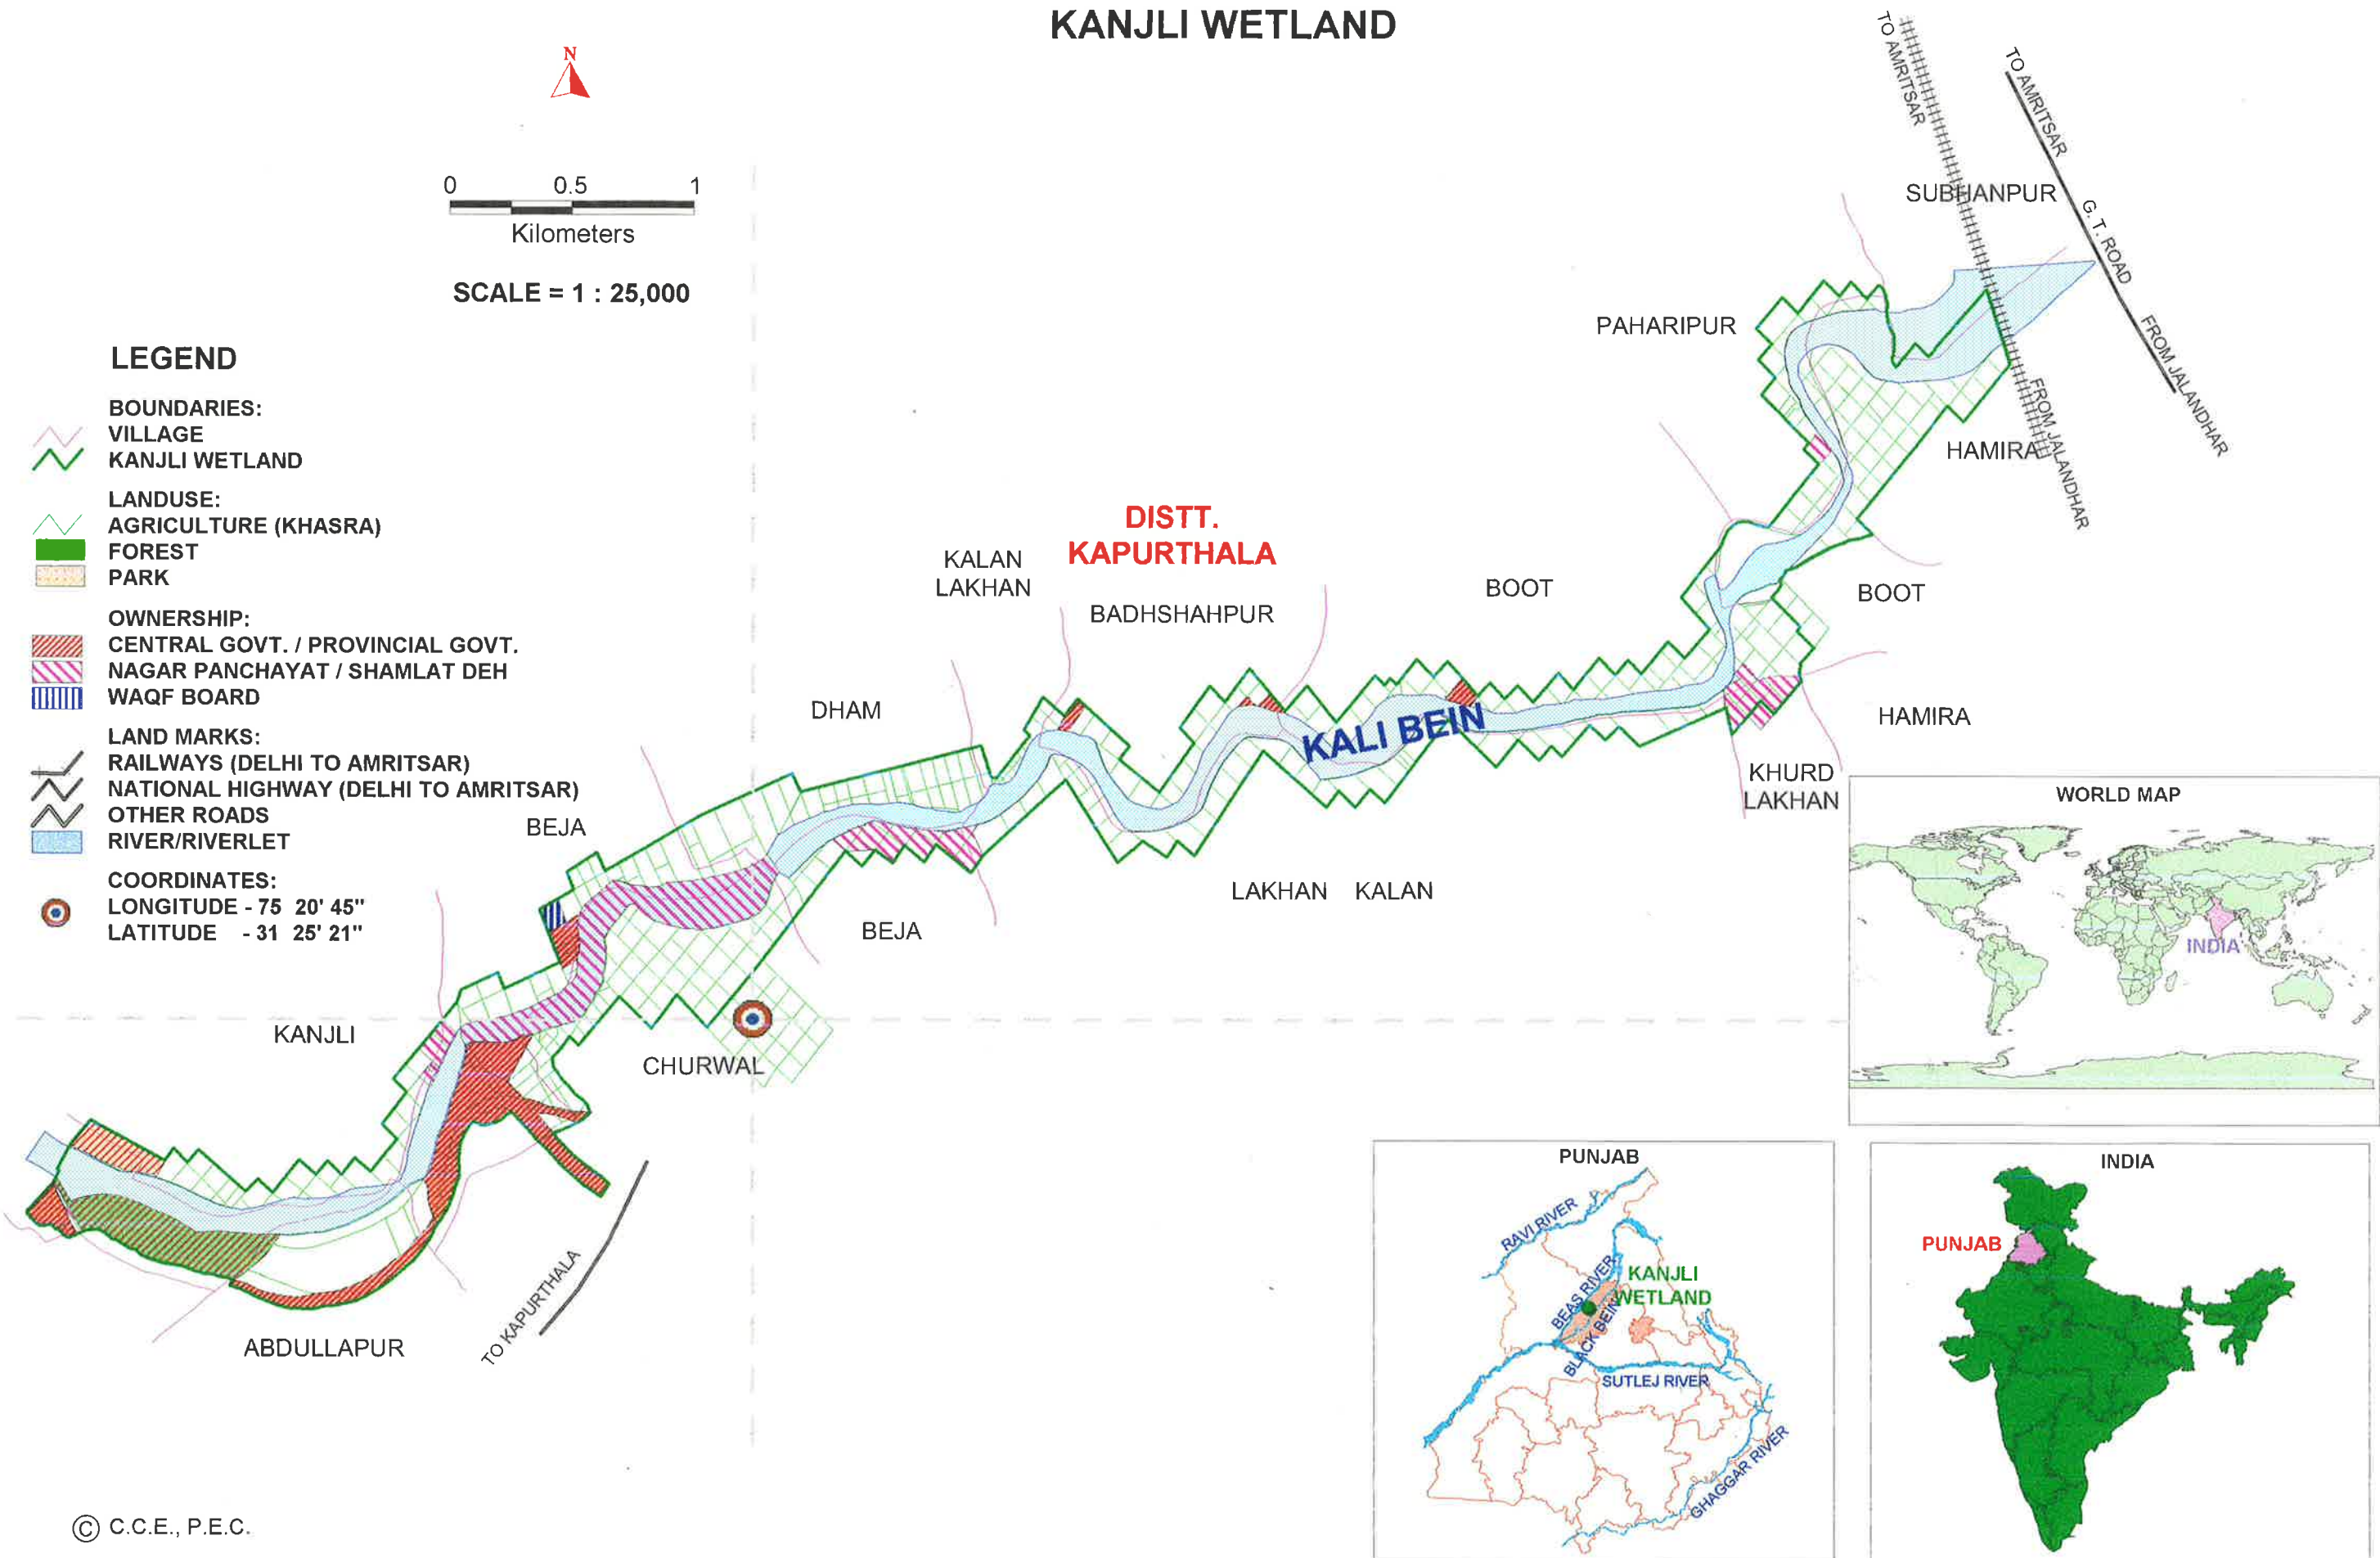 KANJLI WETLAND
N
0 0.5 1
Kilometers
SCALE = 1 : 25,000
LEGEND
BOUNDARIES:
VILLAGE
KANJLI WETLAND
LANDUSE:
AGRICULTURE (KHASRA)
FOREST
PARK
OWNERSHIP:
CENTRAL GOVT. / PROVINCIAL GOVT.
NAGAR PANCHAYAT / SHAMLAT DEH
WAQF BOARD
LAND MARKS:
RAILWAYS (DELHI TO AMRITSAR)
NATIONAL HIGHWAY (DELHI TO AMRITSAR)
OTHER ROADS
RIVER/RIVERLET
COORDINATES:
LONGITUDE - 75 20' 45"
LATITUDE - 31 25' 21"
TO AMRITSAR
TO AMRITSAR
SUBHANPUR
G. T. ROAD
FROM JALANDHAR
FROM JALANDHAR
PAHARIPUR
HAMIRA
DISTT.
KAPURTHALA
KALAN
LAKHAN
BADHSHAHPUR
BOOT
BOOT
DHAM
KALI BEIN
HAMIRA
KHURD
LAKHAN
BEJA
LAKHAN KALAN
BEJA
KANJLI
CHURWAL
ABDULLAPUR
TO KAPURTHALA
WORLD MAP
INDIA
PUNJAB
RAVI RIVER
BEAS RIVER
KANJLI
WETLAND
BLACK BEIN
SUTLEJ RIVER
GHAGGAR RIVER
INDIA
PUNJAB
© C.C.E., P.E.C.